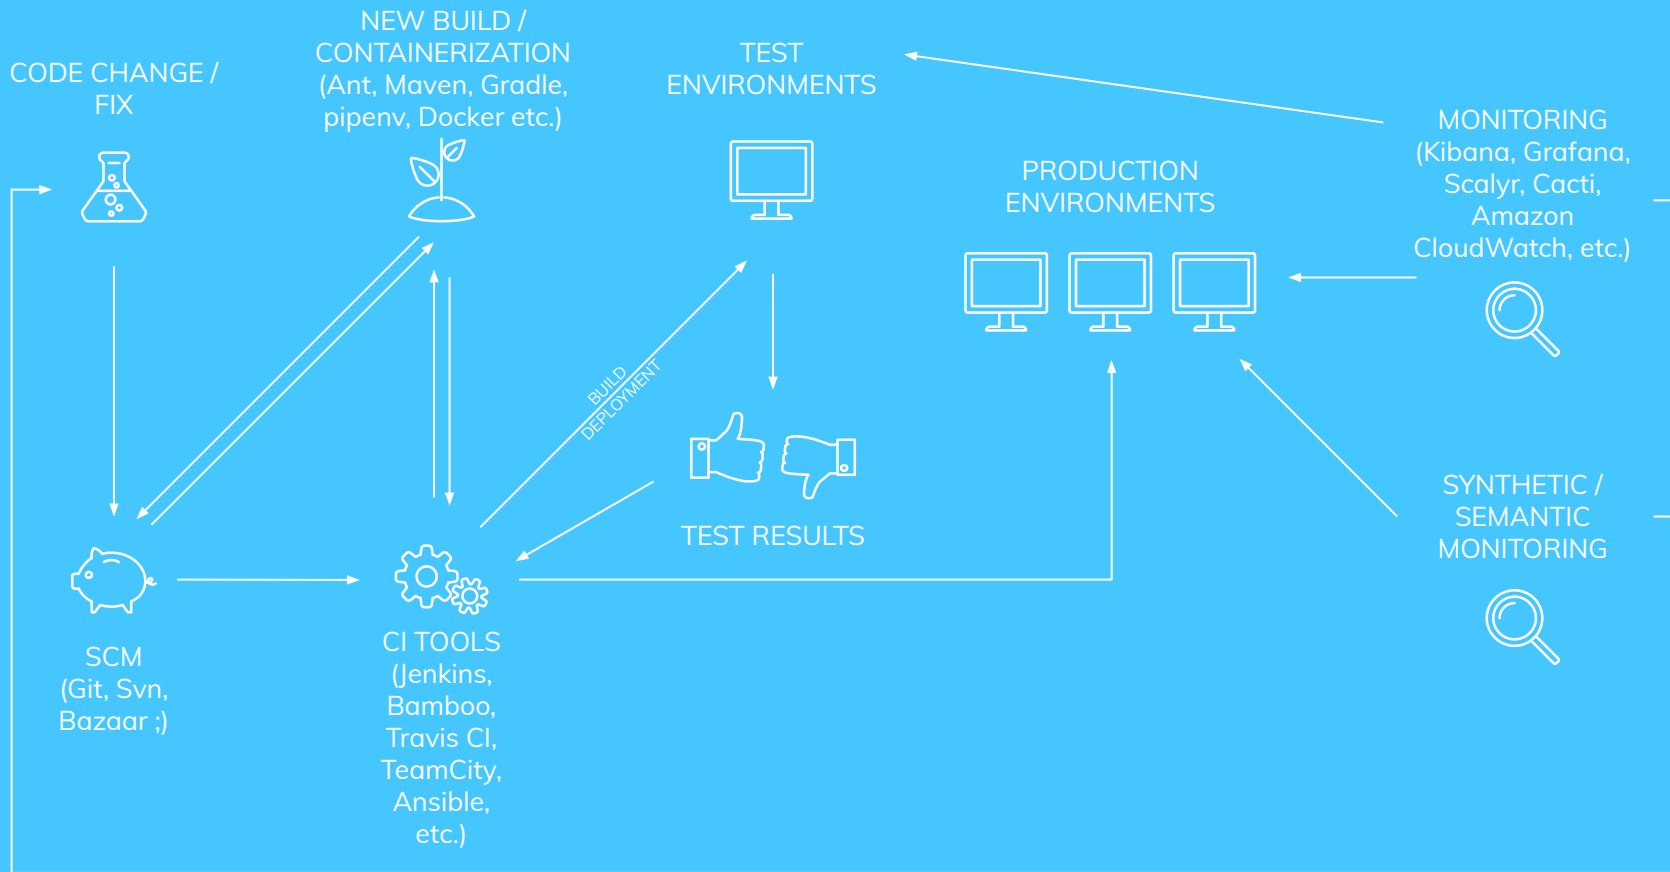 CODE CHANGE /
FIX
NEW BUILD /
CONTAINERIZATION
(Ant, Maven, Gradle,
pipenv, Docker etc.)
TEST
ENVIRONMENTS
PRODUCTION
ENVIRONMENTS
MONITORING
(Kibana, Grafana,
Scalyr, Cacti,
Amazon
CloudWatch, etc.)
BUILD
DEPLOYMENT
TEST RESULTS
SYNTHETIC /
SEMANTIC
MONITORING
SCM
(Git, Svn,
Bazaar ;)
CI TOOLS
(Jenkins,
Bamboo,
Travis CI,
TeamCity,
Ansible,
etc.)